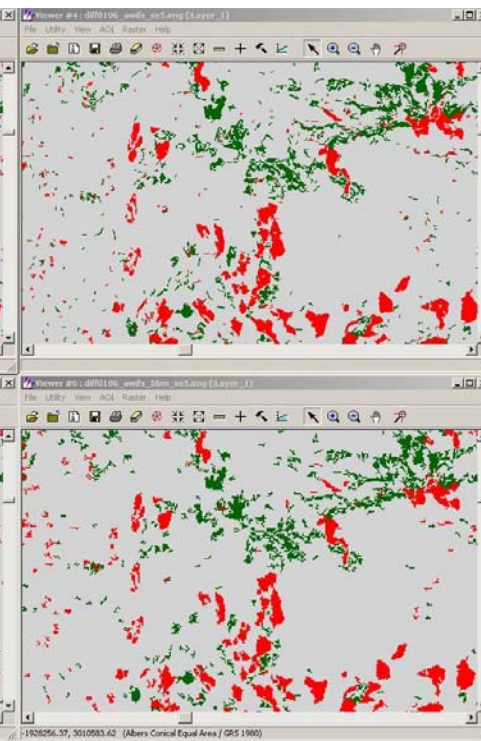 Viewer #4 : diff0106_awifs_se5.img (:Layer_1)
File Utility View AOI Raster Help
Viewer #6 : diff0106_awifs_56m_se5.img (:Layer_1)
File Utility View AOI Raster Help
-1928256.37, 3010583.62 (Albers Conical Equal Area / GRS 1980)